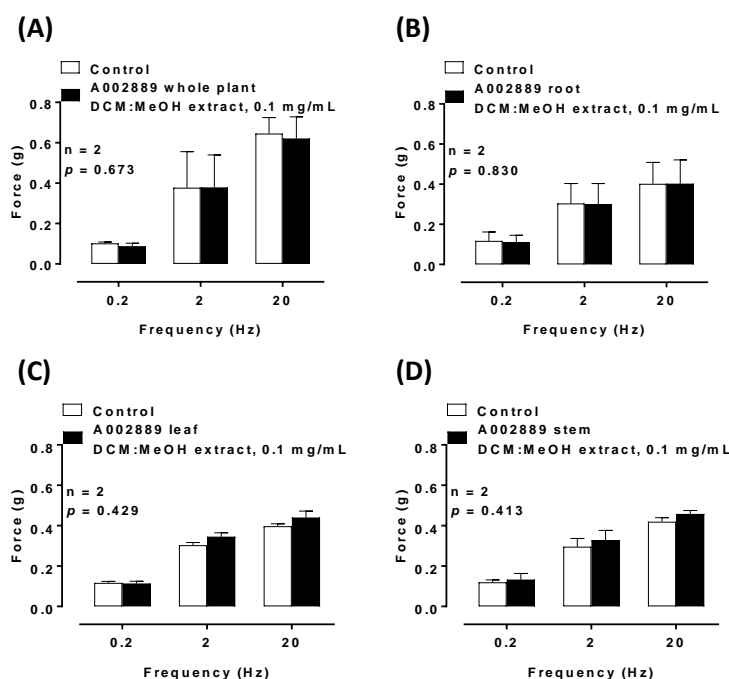 (A)
Control
A002889 whole plant
DCM:MeOH extract, 0.1 mg/mL
n = 2
p = 0.673
Force (g)
0.8
0.6
0.4
0.2
0.0
0.2 2 20
Frequency (Hz)
(B)
Control
A002889 root
DCM:MeOH extract, 0.1 mg/mL
n = 2
p = 0.830
Force (g)
0.8
0.6
0.4
0.2
0.0
0.2 2 20
Frequency (Hz)
(C)
Control
A002889 leaf
DCM:MeOH extract, 0.1 mg/mL
n = 2
p = 0.429
Force (g)
0.8
0.6
0.4
0.2
0.0
0.2 2 20
Frequency (Hz)
(D)
Control
A002889 stem
DCM:MeOH extract, 0.1 mg/mL
n = 2
p = 0.413
Force (g)
0.8
0.6
0.4
0.2
0.0
0.2 2 20
Frequency (Hz)